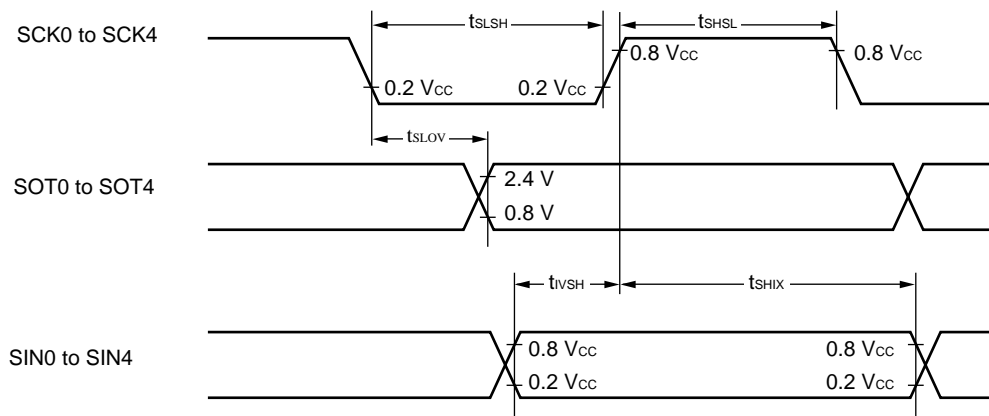 tSLSH tSHSL
SCK0 to SCK4
0.8 VCC 0.8 VCC
0.2 VCC 0.2 VCC
tSLOV
SOT0 to SOT4
2.4 V
0.8 V
tIVSH tSHIX
SIN0 to SIN4
0.8 VCC 0.8 VCC
0.2 VCC 0.2 VCC